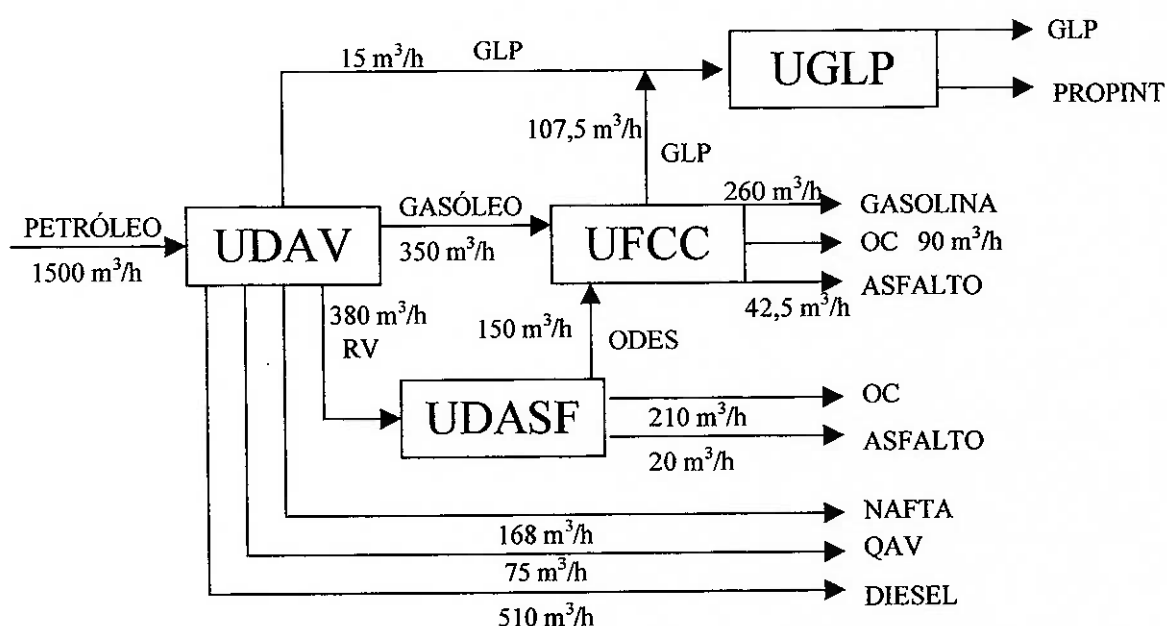 GLP
15 m³/h
GLP
UGLP
PROPINT
107,5 m³/h
GLP
PETRÓLEO
1500 m³/h
UDAV
GASÓLEO
350 m³/h
UFCC
260 m³/h
GASOLINA
OC 90 m³/h
ASFALTO
42,5 m³/h
380 m³/h
RV
150 m³/h
ODES
UDASF
OC
210 m³/h
ASFALTO
20 m³/h
NAFTA
168 m³/h
QAV
75 m³/h
DIESEL
510 m³/h